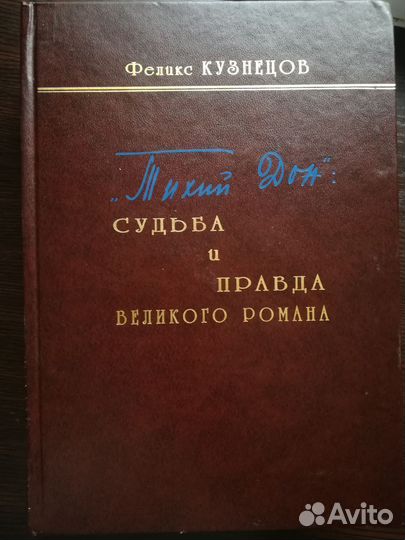 Феликс КУЗНЕЦОВ
„Тихий Дон":
СУДЬБА
и
ПРАВДА
ВЕЛИКОГО РОМАНА
Avito